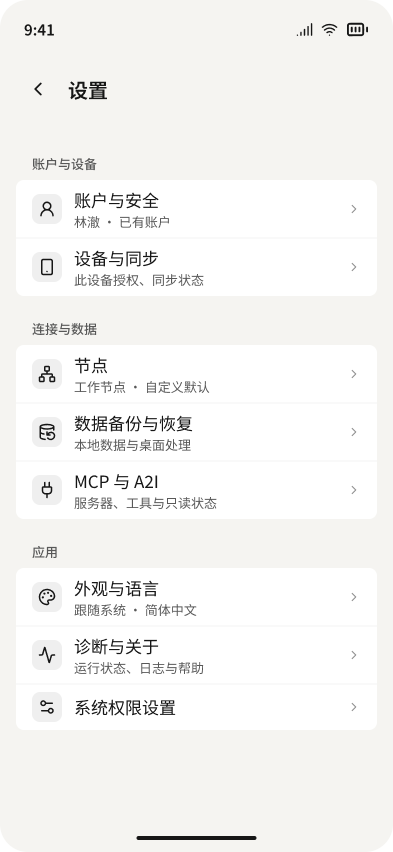 9:41
设置
账户与设备
账户与安全
林澈 · 已有账户
设备与同步
此设备授权、同步状态
连接与数据
节点
工作节点 · 自定义默认
数据备份与恢复
本地数据与桌面处理
MCP 与 A2I
服务器、工具与只读状态
应用
外观与语言
跟随系统 · 简体中文
诊断与关于
运行状态、日志与帮助
系统权限设置